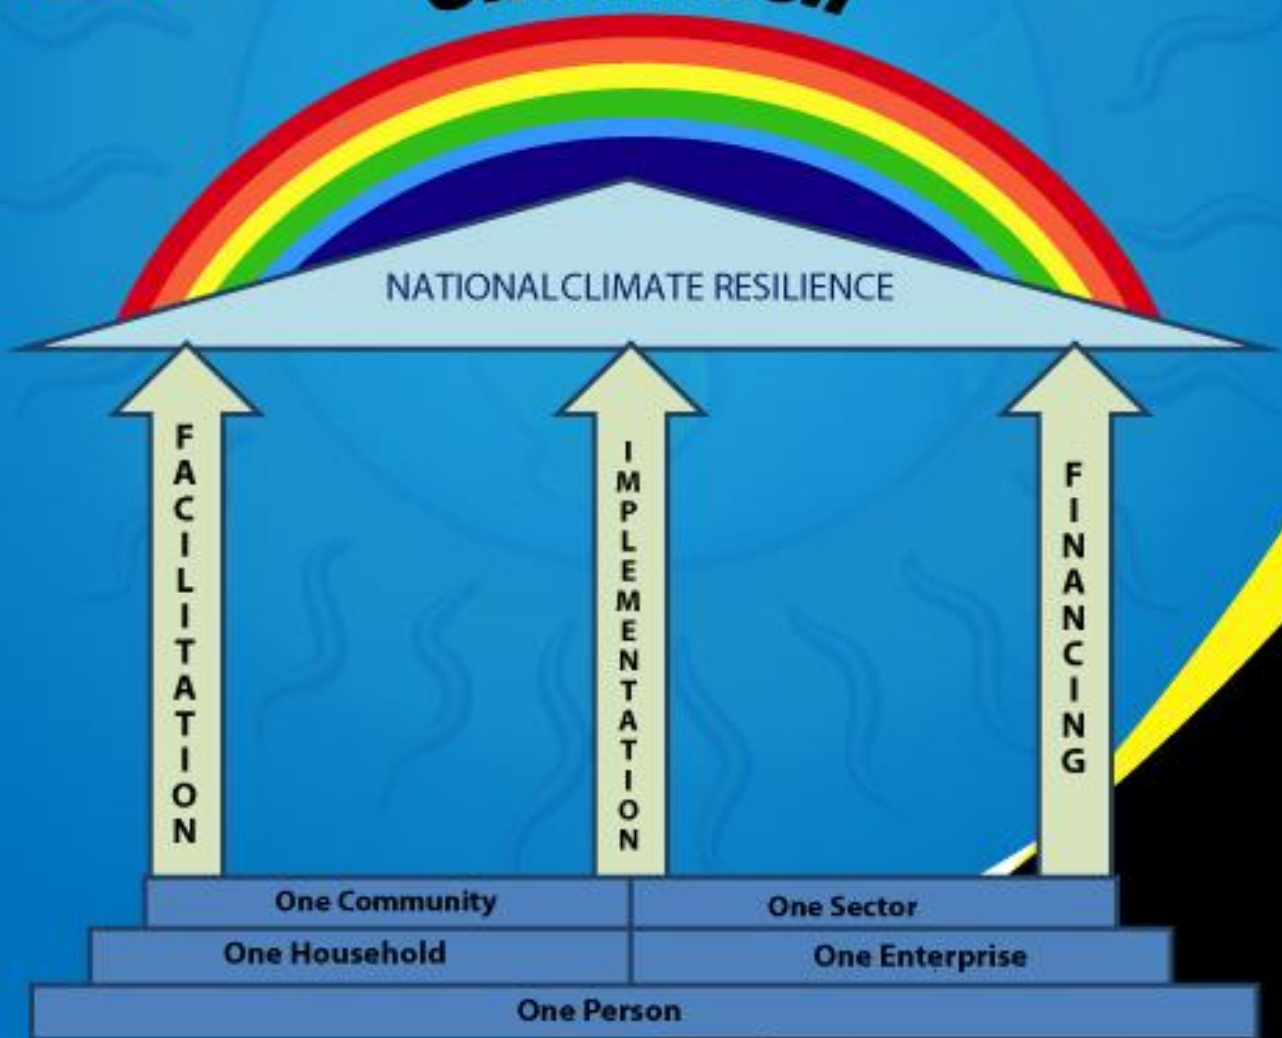 NATIONAL CLIMATE RESILIENCE
FACILITATION
IMPLEMENTATION
FINANCING
One Community
One Sector
One Household
One Enterprise
One Person